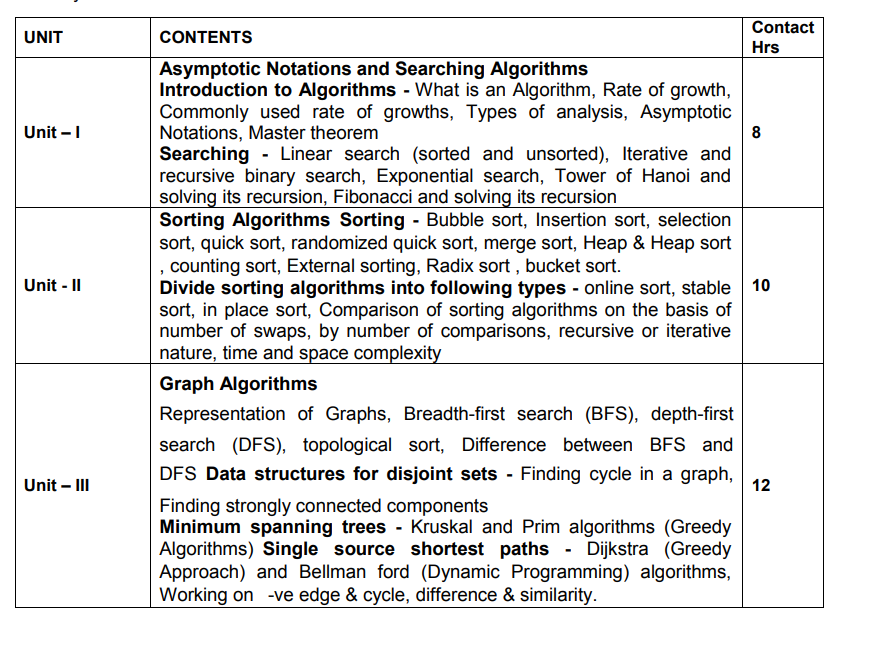 UNIT
CONTENTS
Contact
Hrs
Unit – I
Asymptotic Notations and Searching Algorithms
Introduction to Algorithms - What is an Algorithm, Rate of growth,
Commonly used rate of growths, Types of analysis, Asymptotic
Notations, Master theorem
Searching - Linear search (sorted and unsorted), Iterative and
recursive binary search, Exponential search, Tower of Hanoi and
solving its recursion, Fibonacci and solving its recursion
8
Unit - II
Sorting Algorithms Sorting - Bubble sort, Insertion sort, selection
sort, quick sort, randomized quick sort, merge sort, Heap & Heap sort
, counting sort, External sorting, Radix sort , bucket sort.
Divide sorting algorithms into following types - online sort, stable
sort, in place sort, Comparison of sorting algorithms on the basis of
number of swaps, by number of comparisons, recursive or iterative
nature, time and space complexity
10
Unit – III
Graph Algorithms
Representation of Graphs, Breadth-first search (BFS), depth-first
search (DFS), topological sort, Difference between BFS and
DFS Data structures for disjoint sets - Finding cycle in a graph,
Finding strongly connected components
Minimum spanning trees - Kruskal and Prim algorithms (Greedy
Algorithms) Single source shortest paths - Dijkstra (Greedy
Approach) and Bellman ford (Dynamic Programming) algorithms,
Working on -ve edge & cycle, difference & similarity.
12